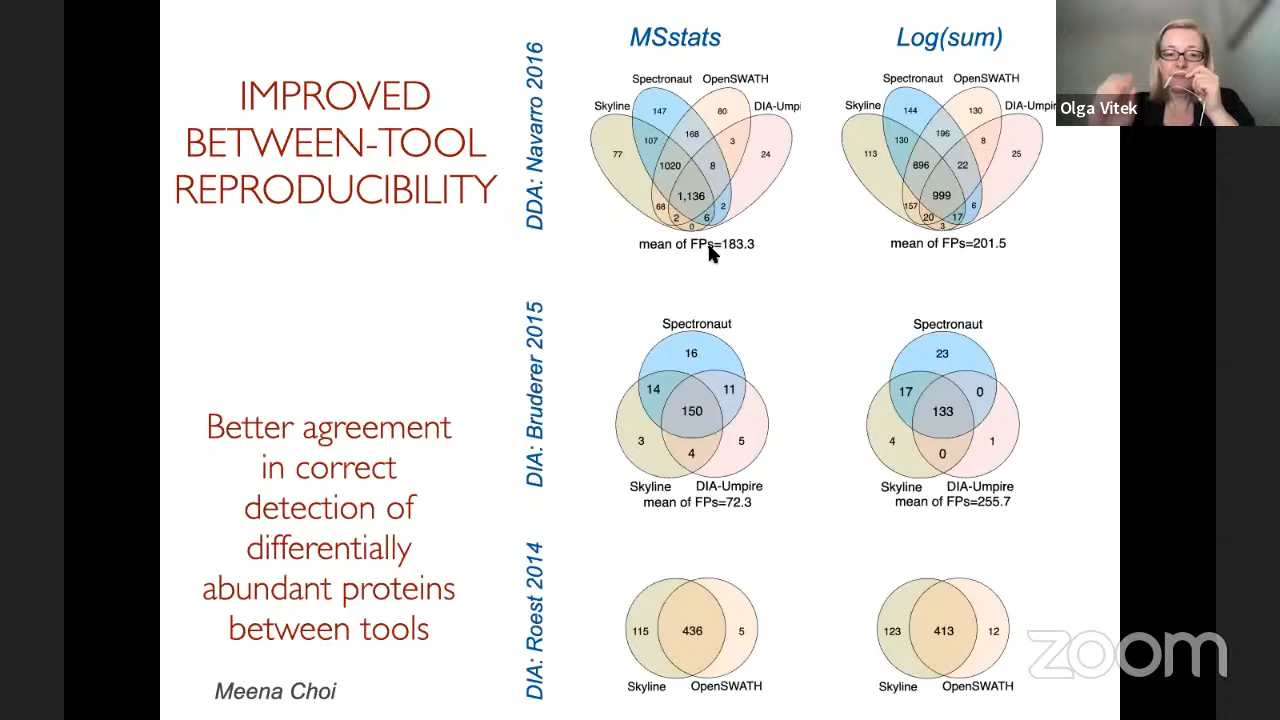 IMPROVED
BETWEEN-TOOL
REPRODUCIBILITY
Better agreement
in correct
detection of
differentially
abundant proteins
between tools
Meena Choi
MSstats
Log(sum)
DDA: Navarro 2016
Spectronaut OpenSWATH
Skyline DIA-Umpi
147 80
107 168 3
77 1020 8 24
1,136
68 2 6 2
0
mean of FPs=183.3
Spectronaut OpenSWATH
Skyline DIA-Umpire
144 130
130 196 8
113 896 22 25
999
157 20 17 6
3
mean of FPs=201.5
DIA: Bruderer 2015
Spectronaut
16
14 11
150
3 5
4
Skyline DIA-Umpire
mean of FPs=72.3
Spectronaut
23
17 0
133
4 1
0
Skyline DIA-Umpire
mean of FPs=255.7
DIA: Roest 2014
115 436 5
Skyline OpenSWATH
123 413 12
Skyline OpenSWATH
Olga Vitek
zoom